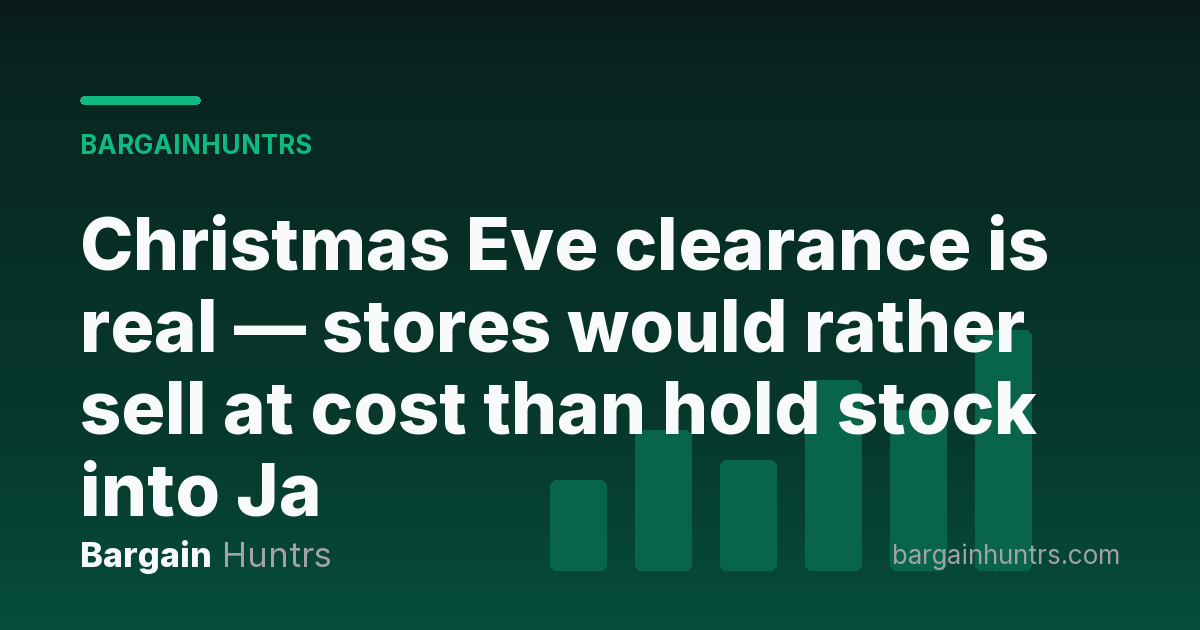 BARGAINHUNTRS
Christmas Eve clearance is
real — stores would rather
sell at cost than hold stock
into Ja
Bargain Huntrs
bargainhuntrs.com